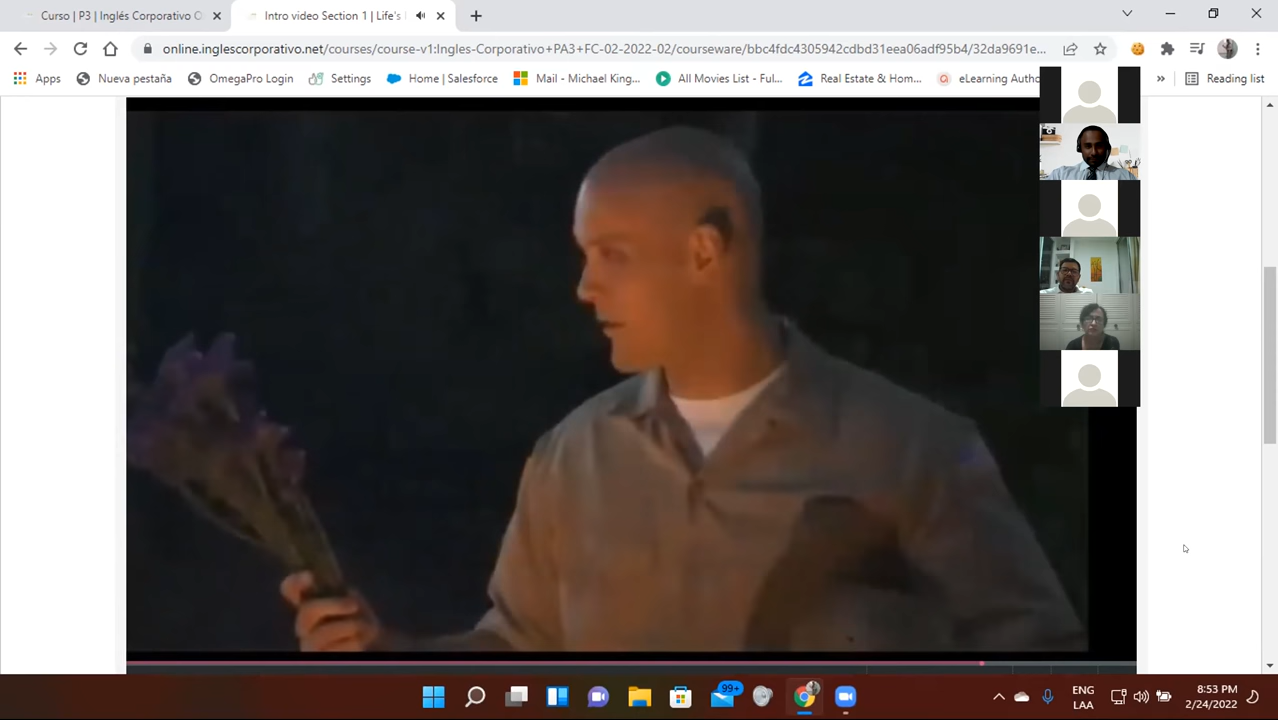 Curso | P3 | Inglés Corporativo O
Intro video Section 1 | Life's
online.inglescorporativo.net/courses/course-v1:Ingles-Corporativo+PA3+FC-02-2022-02/courseware/bbc4fdc4305942cdbd31eea06adf95b4/32da9691e...
Apps
Nueva pestaña
OmegaPro Login
Settings
Home | Salesforce
Mail - Michael King...
All Movies List - Ful...
Real Estate & Hom...
eLearning Autho
»
Reading list
99+
ENG
LAA
8:53 PM
2/24/2022